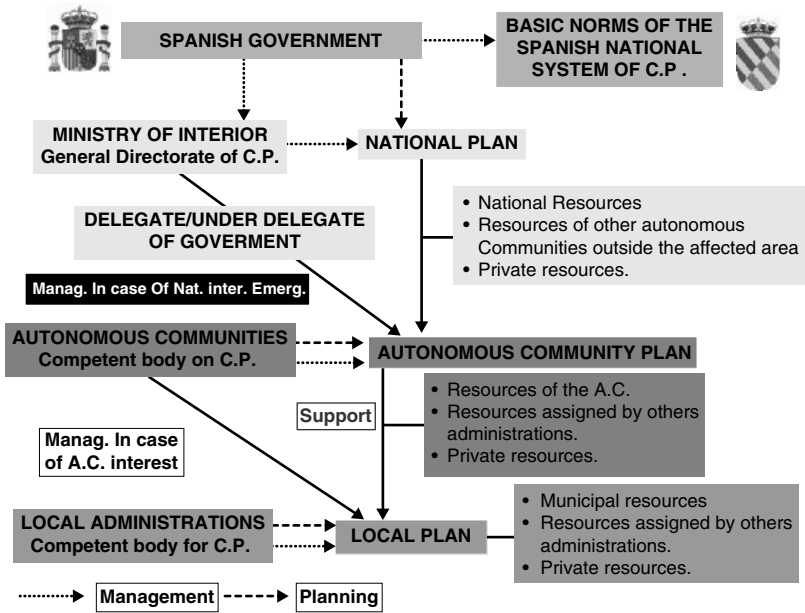 SPANISH GOVERNMENT
BASIC NORMS OF THE
SPANISH NATIONAL
SYSTEM OF C.P .
MINISTRY OF INTERIOR
General Directorate of C.P.
NATIONAL PLAN
• National Resources
• Resources of other autonomous
Communities outside the affected area
• Private resources.
DELEGATE/UNDER DELEGATE
OF GOVERMENT
Manag. In case Of Nat. inter. Emerg.
AUTONOMOUS COMMUNITIES
Competent body on C.P.
AUTONOMOUS COMMUNITY PLAN
• Resources of the A.C.
• Resources assigned by others
administrations.
• Private resources.
Support
Manag. In case
of A.C. interest
LOCAL ADMINISTRATIONS
Competent body for C.P.
LOCAL PLAN
• Municipal resources
• Resources assigned by others
administrations.
• Private resources.
Management
Planning